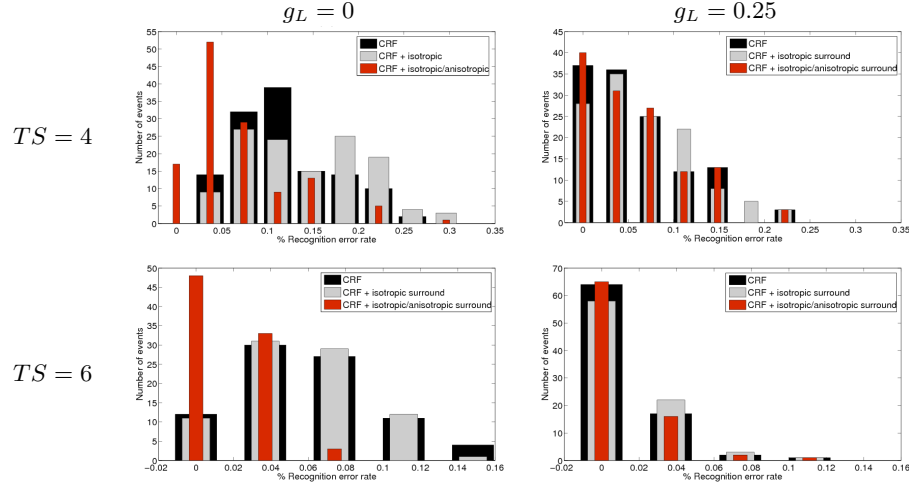 g_L = 0
g_L = 0.25
TS = 4
55
50
45
40
35
30
25
20
15
10
5
0
Number of events
CRF
CRF + isotropic
CRF + isotropic/anisotropic
0 0.05 0.1 0.15 0.2 0.25 0.3 0.35
% Recognition error rate
45
40
35
30
25
20
15
10
5
0
Number of events
CRF
CRF + isotropic surround
CRF + isotropic/anisotropic surround
0 0.05 0.1 0.15 0.2 0.25 0.3 0.35
% Recognition error rate
TS = 6
50
40
30
20
10
0
Number of events
CRF
CRF + isotropic surround
CRF + isotropic/anisotropic surround
-0.02 0 0.02 0.04 0.06 0.08 0.1 0.12 0.14 0.16
% Recognition error rate
70
60
50
40
30
20
10
0
Number of events
CRF
CRF + isotropic surround
CRF + isotropic/anisotropic surround
-0.02 0 0.02 0.04 0.06 0.08 0.1 0.12 0.14 0.16
% Recognition error rate